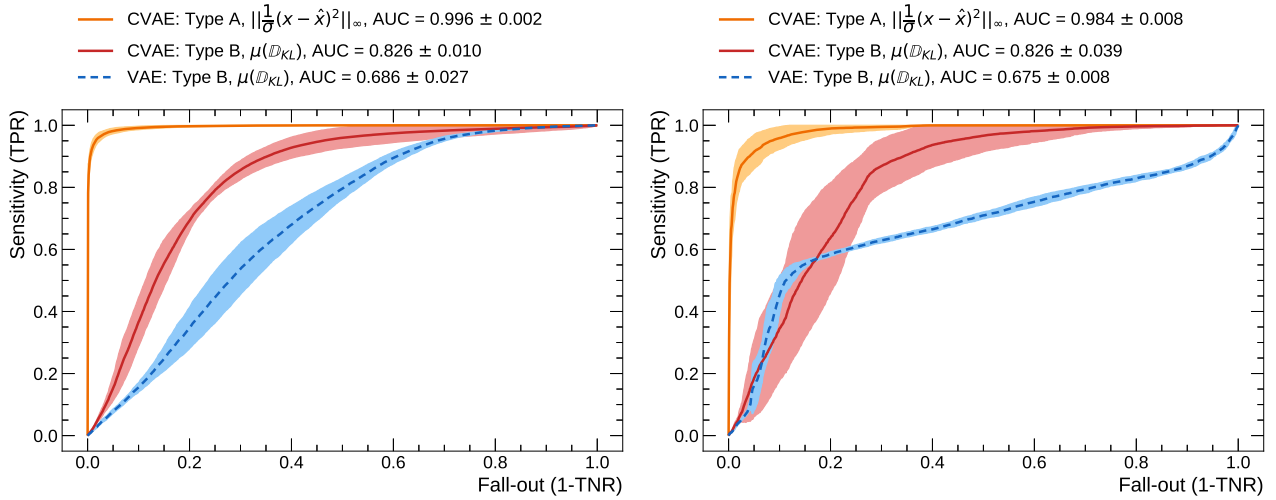 CVAE: Type A, ||1/σ(x − x̂)²||∞, AUC = 0.996 ± 0.002
CVAE: Type B, μ(𝔻KL), AUC = 0.826 ± 0.010
VAE: Type B, μ(𝔻KL), AUC = 0.686 ± 0.027
Sensitivity (TPR)
1.0
0.8
0.6
0.4
0.2
0.0
0.0 0.2 0.4 0.6 0.8 1.0
Fall-out (1-TNR)
CVAE: Type A, ||1/σ(x − x̂)²||∞, AUC = 0.984 ± 0.008
CVAE: Type B, μ(𝔻KL), AUC = 0.826 ± 0.039
VAE: Type B, μ(𝔻KL), AUC = 0.675 ± 0.008
Sensitivity (TPR)
1.0
0.8
0.6
0.4
0.2
0.0
0.0 0.2 0.4 0.6 0.8 1.0
Fall-out (1-TNR)